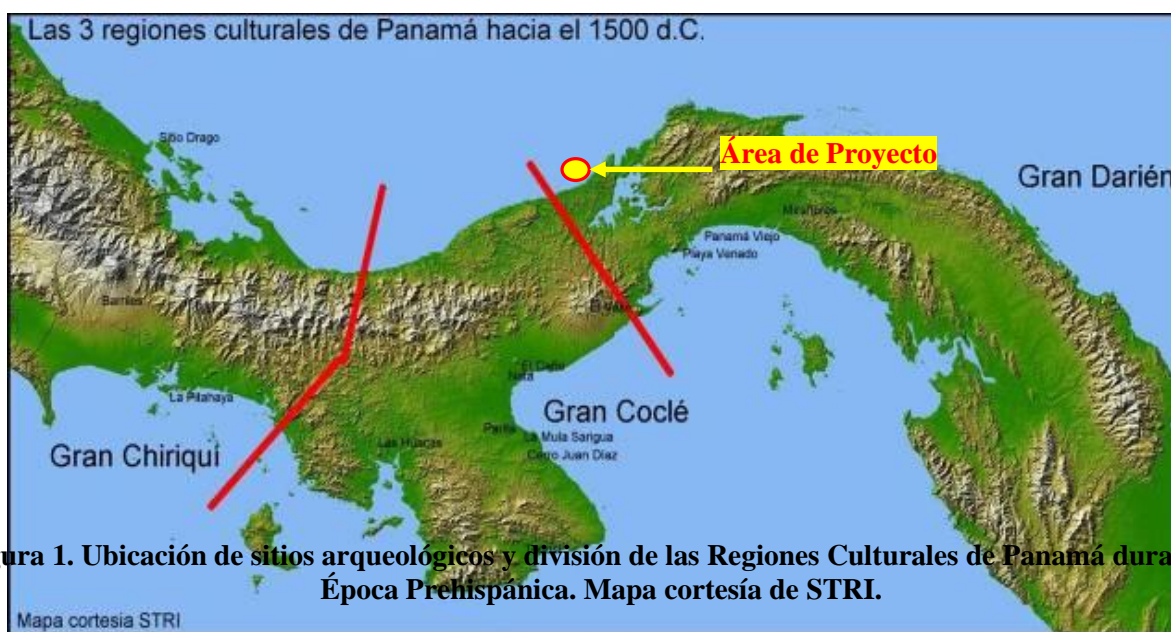 Las 3 regiones culturales de Panamá hacia el 1500 d.C.
Sitio Drago
Área de Proyecto
Gran Darién
Miraflores
Panamá Viejo
Playa Venado
Barriles
El Caño
Natá
La Pitahaya
Gran Coclé
Parita
La Mula Sarigua
Las Huacas
Cerro Juan Díaz
Gran Chiriquí
ura 1. Ubicación de sitios arqueológicos y división de las Regiones Culturales de Panamá dura
Época Prehispánica. Mapa cortesía de STRI.
Mapa cortesia STRI